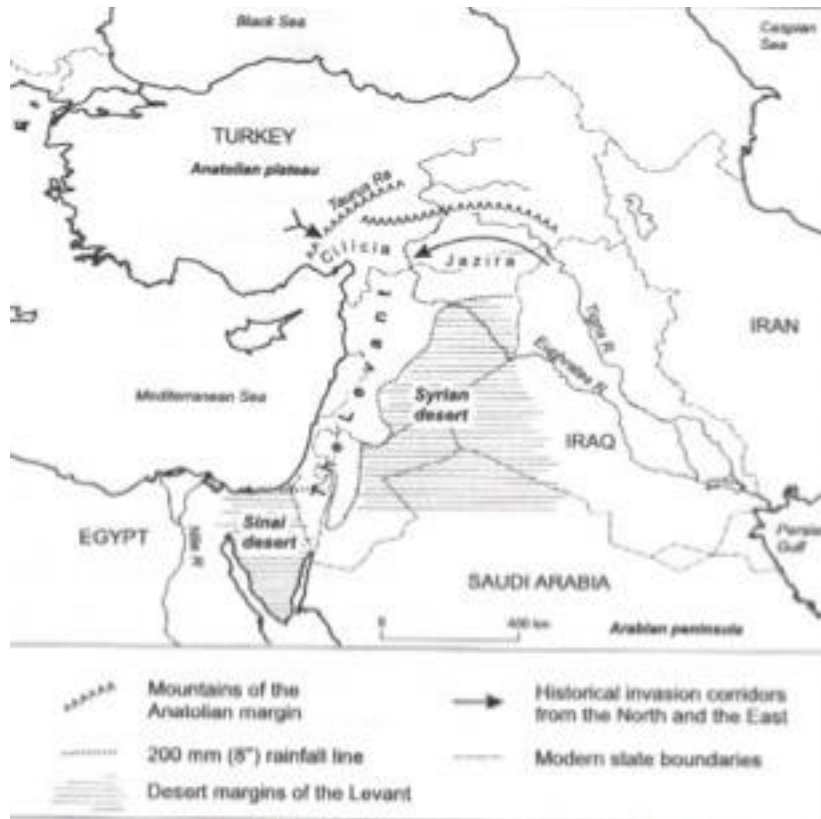 Black Sea
Caspian
Sea
TURKEY
Anatolian plateau
Taurus Ra
Cilicia
Jazira
The Levant
Tigris R.
Euphrates R.
IRAN
Mediterranean Sea
Syrian
desert
IRAQ
EGYPT
Nile R
Sinai
desert
Persian
Gulf
SAUDI ARABIA
0 400 km
Arabian peninsula
Mountains of the
Anatolian margin
Historical invasion corridors
from the North and the East
200 mm (8") rainfall line
Modern state boundaries
Desert margins of the Levant